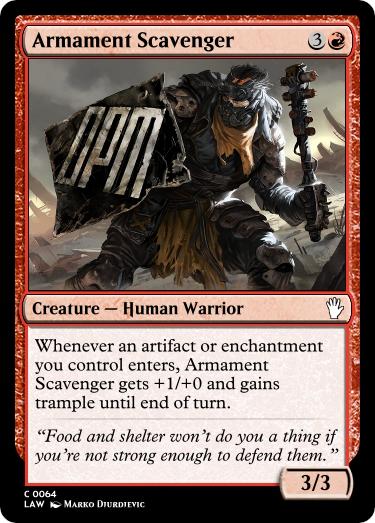 Armament Scavenger 3
NPM
Creature — Human Warrior
Whenever an artifact or enchantment
you control enters, Armament
Scavenger gets +1/+0 and gains
trample until end of turn.
“Food and shelter won’t do you a thing if
you’re not strong enough to defend them.”
3/3
C 0064
LAW Marko Djurdjevic